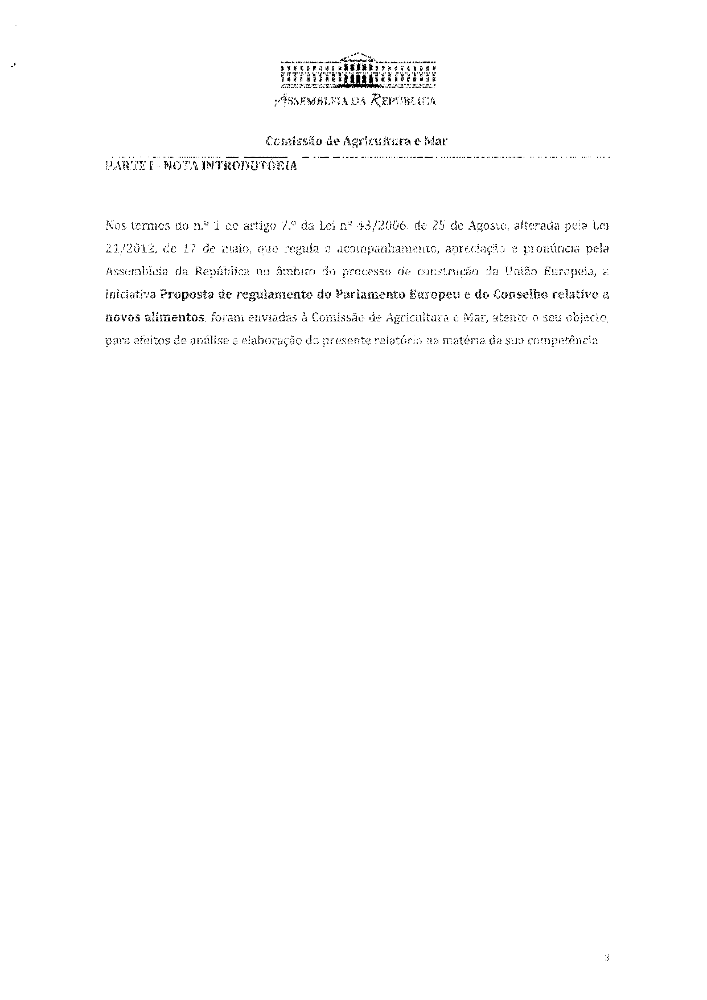 ASSEMBLEIA DA REPÚBLICA
Comissão de Agricultura e Mar
PARTE I - NOTA INTRODUTÓRIA
Nos termos do n.º 1 do artigo 7.º da Lei nº 43/2006, de 25 de Agosto, alterada pela Lei
21/2012, de 17 de maio, que regula o acompanhamento, apreciação e pronúncia pela
Assembleia da República no âmbito do processo de construção da União Europeia, a
iniciativa Proposta de regulamento do Parlamento Europeu e do Conselho relativo a
novos alimentos, foram enviadas à Comissão de Agricultura e Mar, atento o seu objecto,
para efeitos de análise e elaboração do presente relatório na matéria da sua competência
3